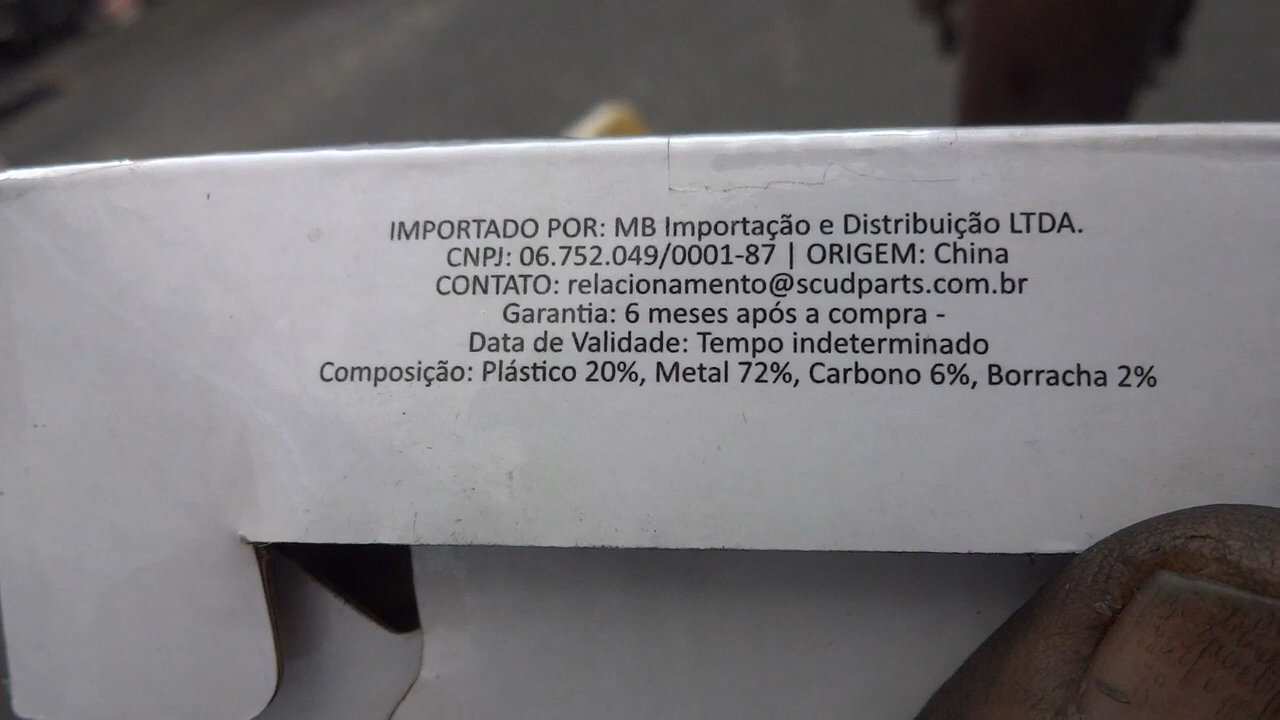 IMPORTADO POR: MB Importação e Distribuição LTDA.
CNPJ: 06.752.049/0001-87 | ORIGEM: China
CONTATO: relacionamento@scudparts.com.br
Garantia: 6 meses após a compra -
Data de Validade: Tempo indeterminado
Composição: Plástico 20%, Metal 72%, Carbono 6%, Borracha 2%